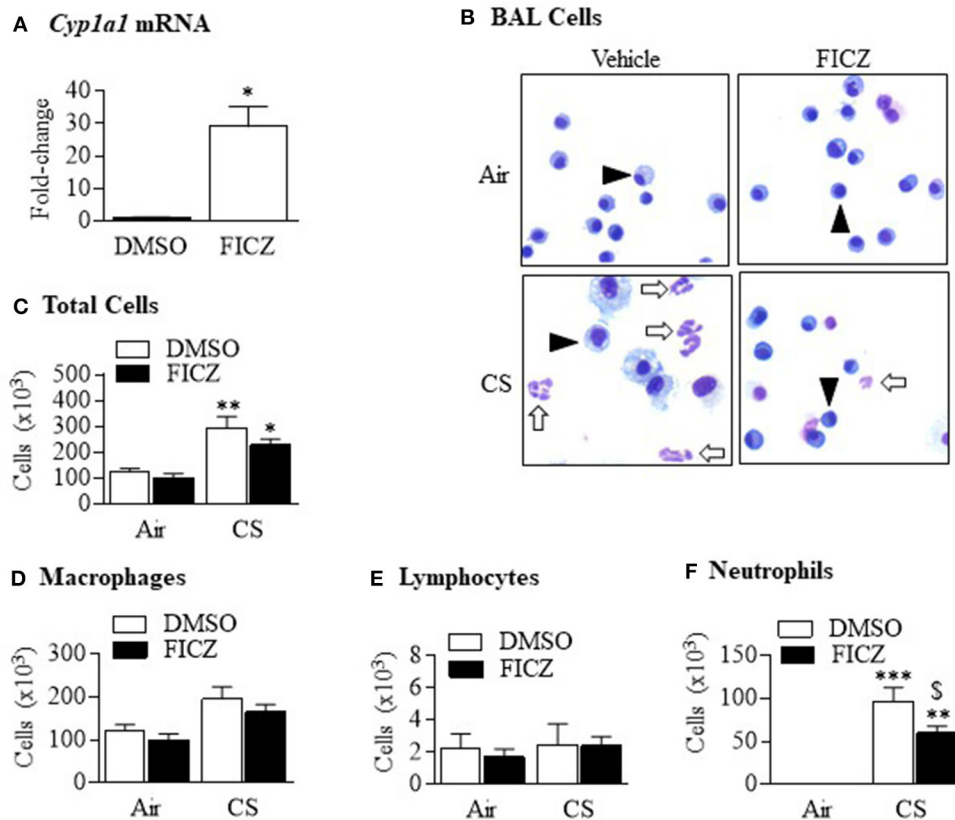 A Cyp1a1 mRNA
Fold-change
40
30
20
10
0
*
DMSO FICZ
B BAL Cells
Vehicle FICZ
Air
CS
C Total Cells
DMSO
FICZ
Cells (x10³)
500
400
300
200
100
0
** *
Air CS
D Macrophages
DMSO
FICZ
Cells (x10³)
300
200
100
0
Air CS
E Lymphocytes
DMSO
FICZ
Cells (x10³)
8
6
4
2
0
Air CS
F Neutrophils
DMSO
FICZ
Cells (x10³)
150
100
50
0
*** $
**
Air CS